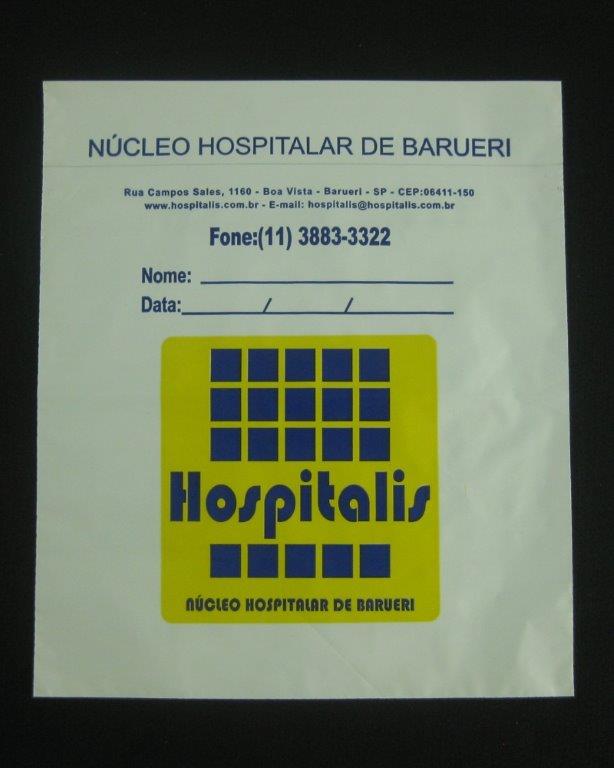 NÚCLEO HOSPITALAR DE BARUERI
Rua Campos Sales, 1160 - Boa Vista - Barueri - SP - CEP:06411-150
www.hospitalis.com.br - E-mail: hospitalis@hospitalis.com.br
Fone:(11) 3883-3322
Nome:
Data: / /
Hospitalis
NÚCLEO HOSPITALAR DE BARUERI